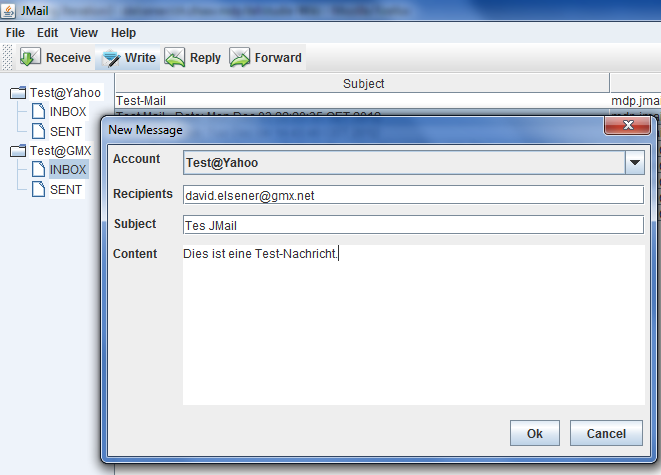 JMail
File Edit View Help
Receive Write Reply Forward
Subject
Test@Yahoo
INBOX
SENT
Test@GMX
INBOX
SENT
Test-Mail mdp.jmai
New Message
Account Test@Yahoo
Recipients david.elsener@gmx.net
Subject Tes JMail
Content Dies ist eine Test-Nachricht.
Ok Cancel